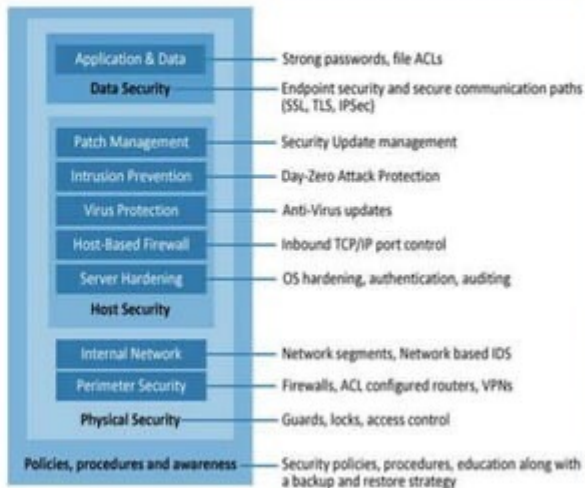 Application & Data
Strong passwords, file ACLs
Data Security
Endpoint security and secure communication paths
(SSL, TLS, IPSec)
Patch Management
Security Update management
Intrusion Prevention
Day-Zero Attack Protection
Virus Protection
Anti-Virus updates
Host-Based Firewall
Inbound TCP/IP port control
Server Hardening
OS hardening, authentication, auditing
Host Security
Internal Network
Network segments, Network based IDS
Perimeter Security
Firewalls, ACL configured routers, VPNs
Physical Security
Guards, locks, access control
Policies, procedures and awareness
Security policies, procedures, education along with
a backup and restore strategy